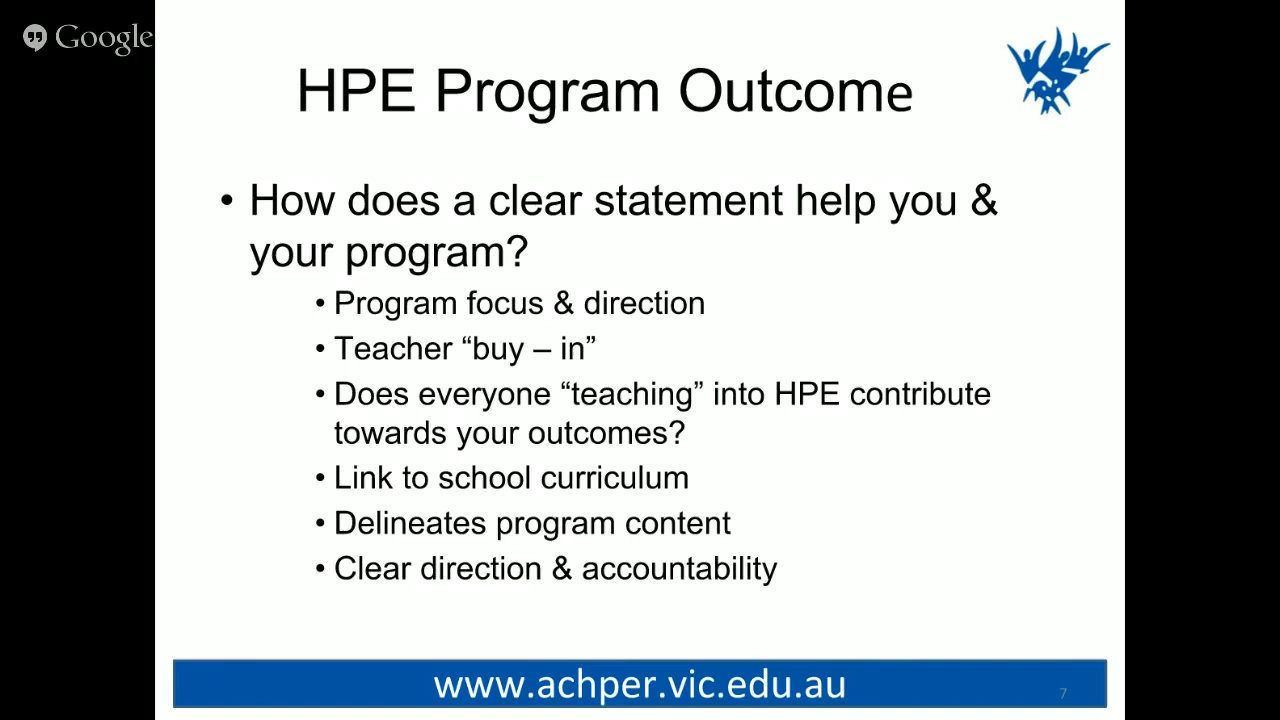 Google
HPE Program Outcome
• How does a clear statement help you &
your program?
• Program focus & direction
• Teacher “buy – in”
• Does everyone “teaching” into HPE contribute
towards your outcomes?
• Link to school curriculum
• Delineates program content
• Clear direction & accountability
www.achper.vic.edu.au
7